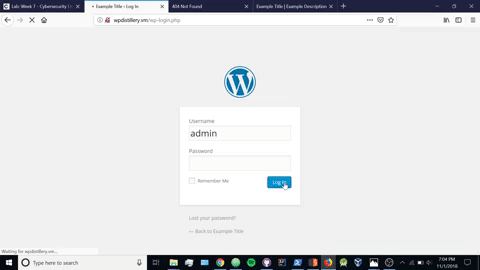 Lab: Week 7 - Cybersecurity U
Example Title ‹ Log In
404 Not Found
Example Title | Example Description
wpdistillery.vm/wp-login.php
Username
admin
Password
Remember Me
Log In
Lost your password?
← Back to Example Title
Waiting for wpdistillery.vm...
Type here to search
7:04 PM
11/1/2018